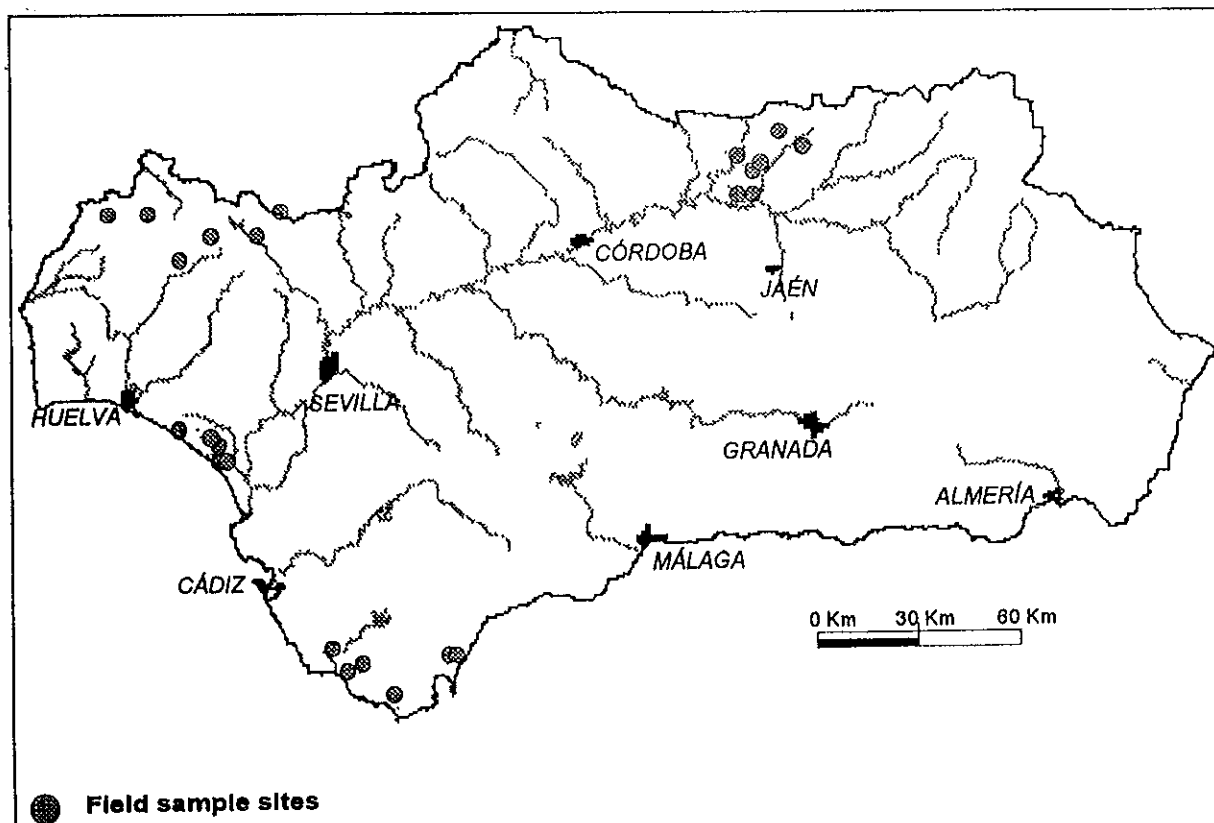 CÓRDOBA
JAÉN
HUELVA
SEVILLA
GRANADA
ALMERÍA
MÁLAGA
CÁDIZ
0 Km 30 Km 60 Km
Field sample sites